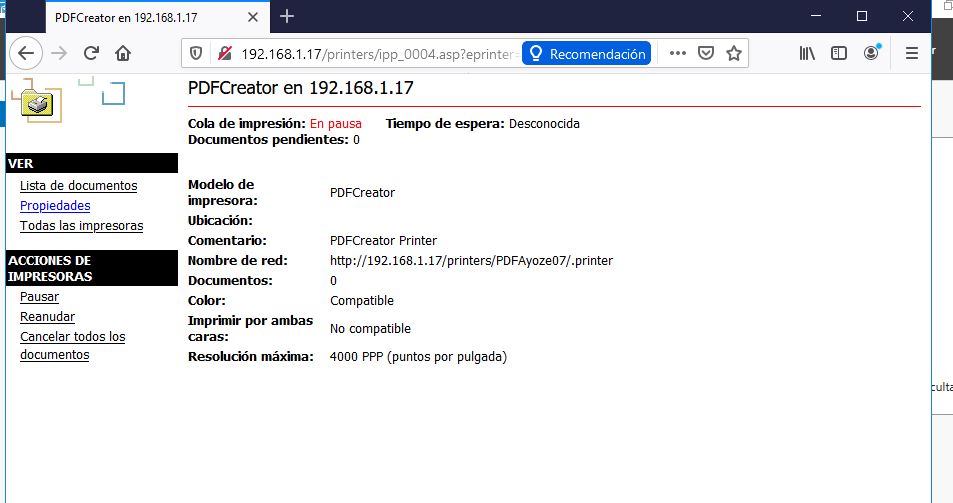 PDFCreator en 192.168.1.17
192.168.1.17/printers/ipp_0004.asp?eprinter=
Recomendación
PDFCreator en 192.168.1.17
Cola de impresión: En pausa Tiempo de espera: Desconocida
Documentos pendientes: 0
VER
Lista de documentos
Propiedades
Todas las impresoras
ACCIONES DE
IMPRESORAS
Pausar
Reanudar
Cancelar todos los
documentos
Modelo de
impresora: PDFCreator
Ubicación:
Comentario: PDFCreator Printer
Nombre de red: http://192.168.1.17/printers/PDFAyoze07/.printer
Documentos: 0
Color: Compatible
Imprimir por ambas
caras: No compatible
Resolución máxima: 4000 PPP (puntos por pulgada)
culta